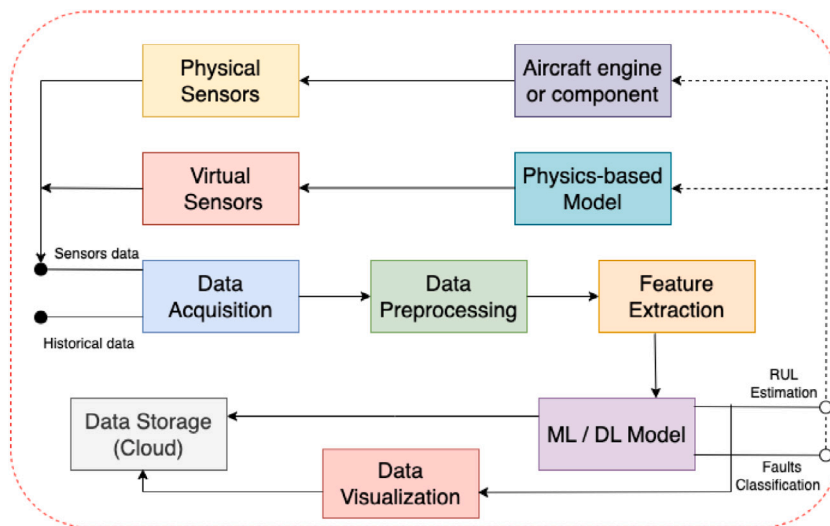 Physical
Sensors
Aircraft engine
or component
Virtual
Sensors
Physics-based
Model
Sensors data
Data
Acquisition
Data
Preprocessing
Feature
Extraction
Historical data
RUL
Estimation
Data Storage
(Cloud)
ML / DL Model
Faults
Classification
Data
Visualization